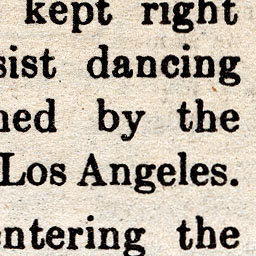 kept right
sist dancing
ned by the
Los Angeles.
entering the